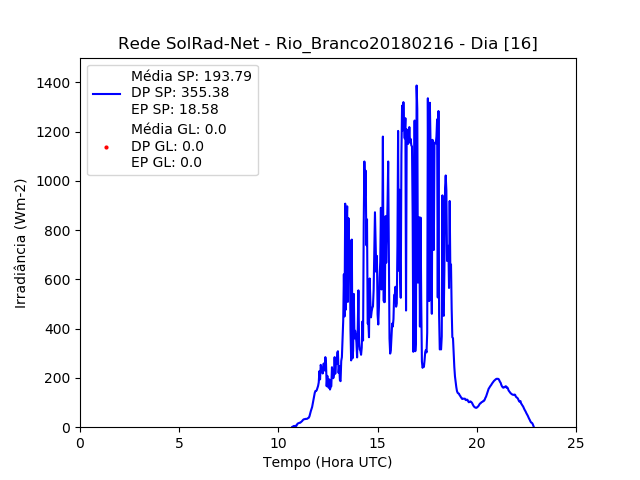 Rede SolRad-Net - Rio_Branco20180216 - Dia [16]
Média SP: 193.79
DP SP: 355.38
EP SP: 18.58
Média GL: 0.0
DP GL: 0.0
EP GL: 0.0
1400
1200
1000
800
600
400
200
0
Irradiância (Wm-2)
0 5 10 15 20 25
Tempo (Hora UTC)